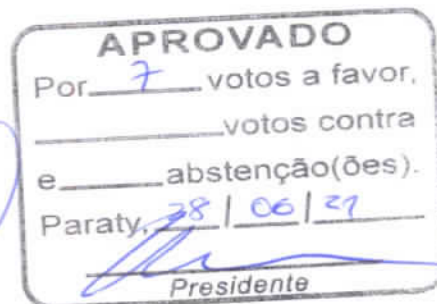 APROVADO
Por 7 votos a favor,
votos contra
e abstenção(ões).
Paraty, 28 | 06 | 21
Presidente